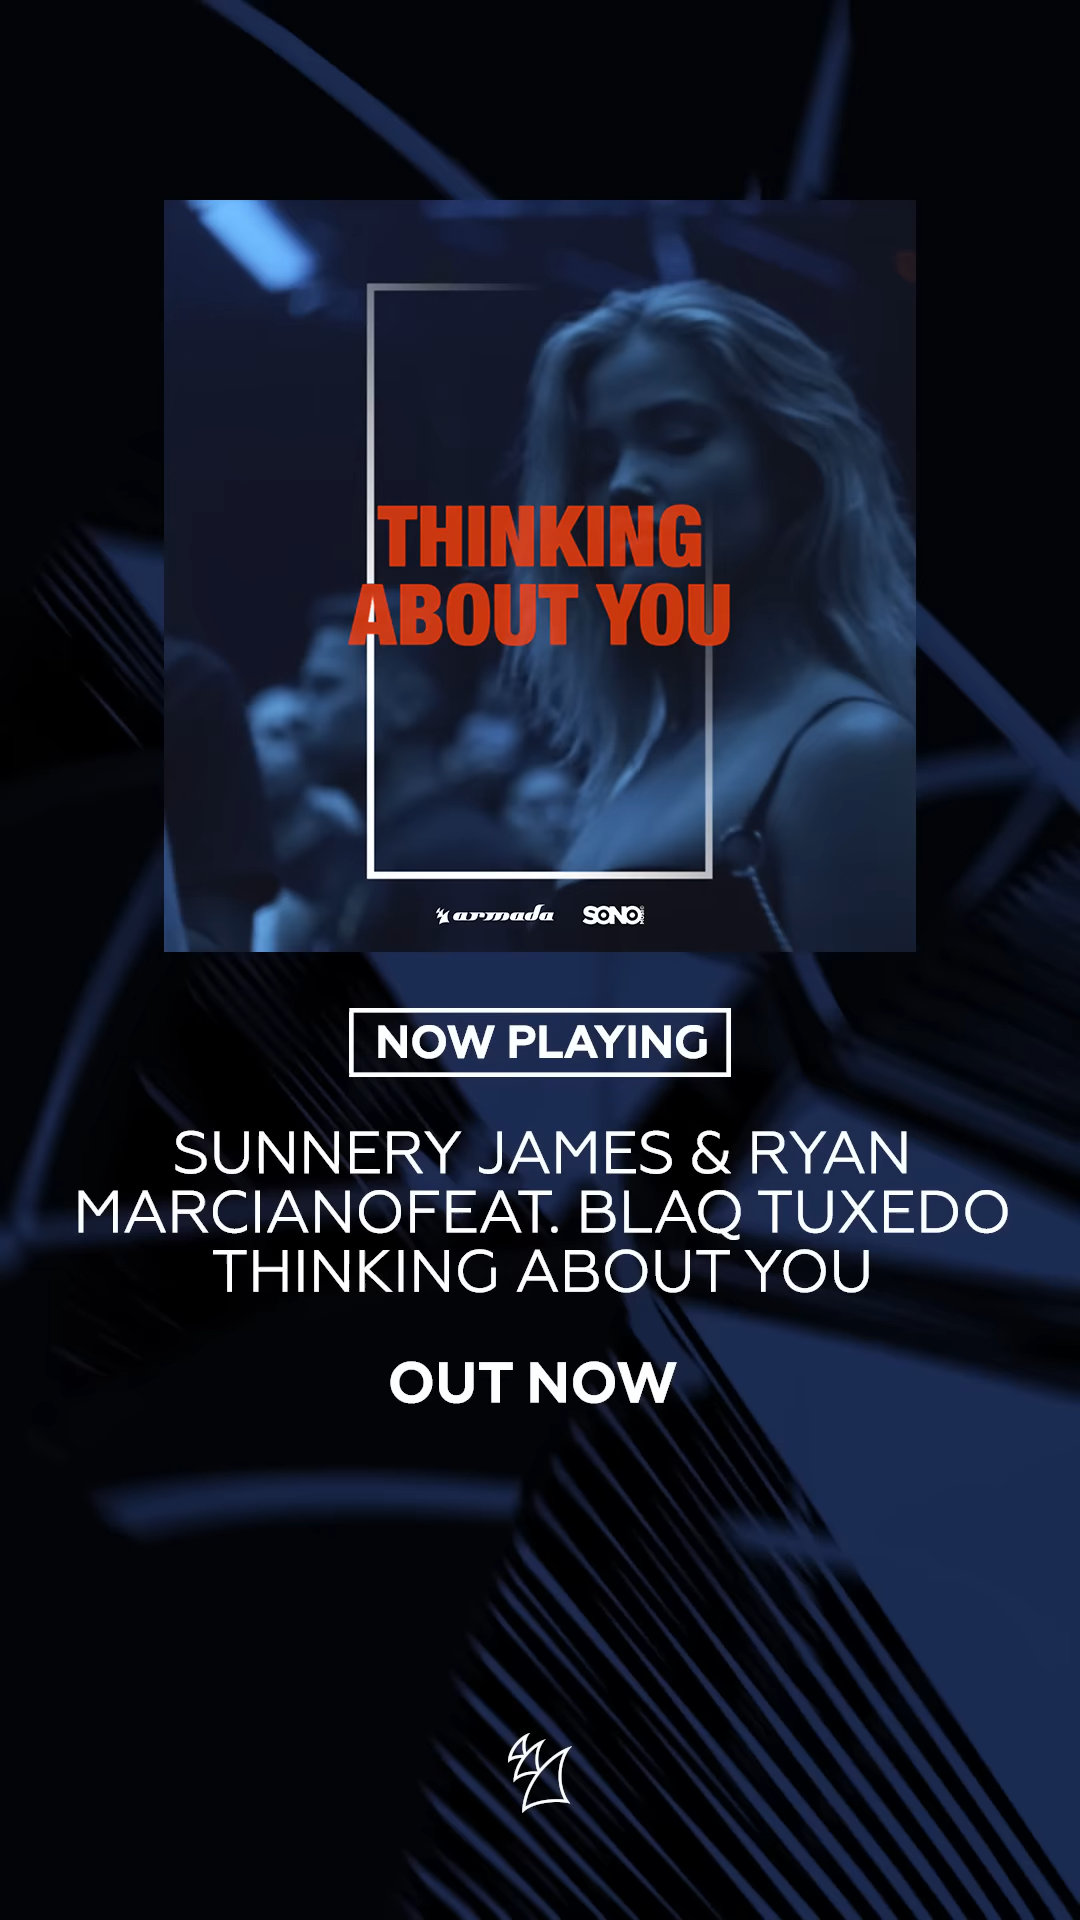 THINKING
ABOUT YOU
armada SONO
NOW PLAYING
SUNNERY JAMES & RYAN
MARCIANOFEAT. BLAQ TUXEDO
THINKING ABOUT YOU
OUT NOW